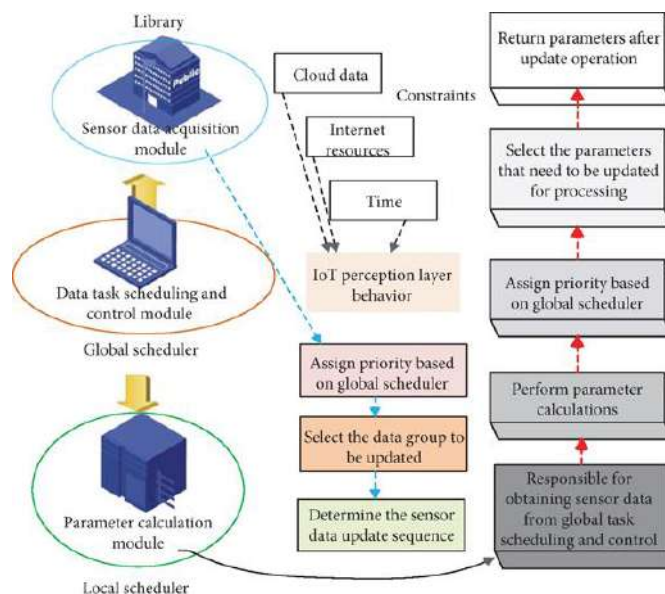 Library
Public
Sensor data acquisition
module
Data task scheduling and
control module
Global scheduler
Parameter calculation
module
Local scheduler
Cloud data
Constraints
Internet
resources
Time
IoT perception layer
behavior
Assign priority based
on global scheduler
Select the data group to
be updated
Determine the sensor
data update sequence
Return parameters after
update operation
Select the parameters
that need to be updated
for processing
Assign priority based
on global scheduler
Perform parameter
calculations
Responsible for
obtaining sensor data
from global task
scheduling and control